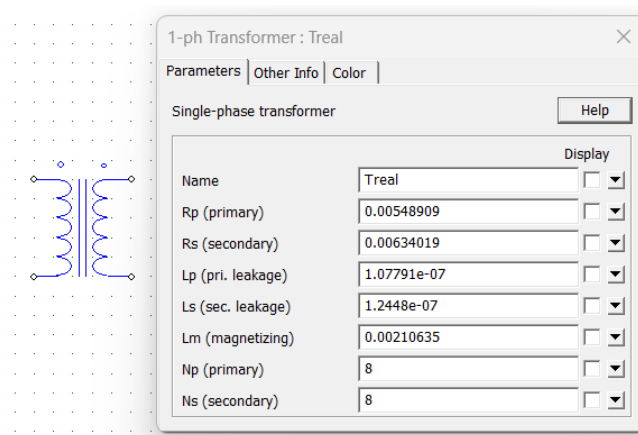 1-ph Transformer : Treal
Parameters Other Info Color
Single-phase transformer Help
Display
Name Treal
Rp (primary) 0.00548909
Rs (secondary) 0.00634019
Lp (pri. leakage) 1.07791e-07
Ls (sec. leakage) 1.2448e-07
Lm (magnetizing) 0.00210635
Np (primary) 8
Ns (secondary) 8